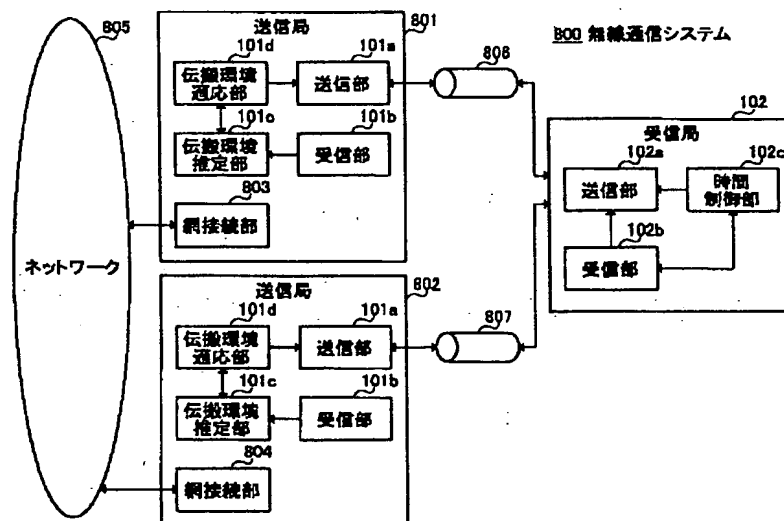 800 無線通信システム
805
ネットワーク
送信局
801
101d
伝搬環境
適応部
101a
送信部
101c
伝搬環境
推定部
101b
受信部
803
網接続部
806
送信局
802
101d
伝搬環境
適応部
101a
送信部
101c
伝搬環境
推定部
101b
受信部
804
網接続部
807
102
受信局
102a
送信部
102c
時間
制御部
102b
受信部